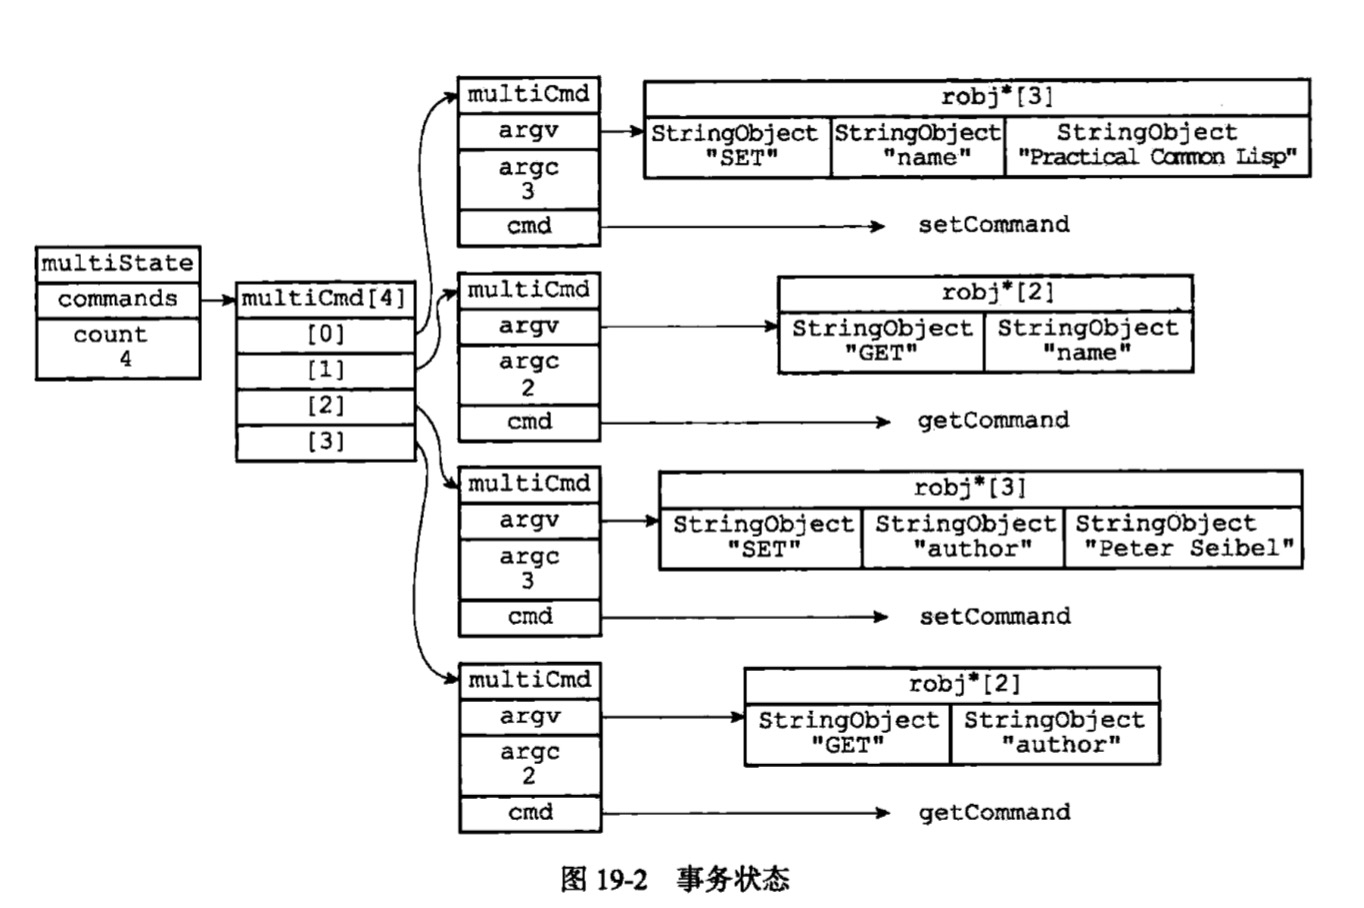 multiState
commands
count
4
multiCmd[4]
[0]
[1]
[2]
[3]
multiCmd
argv
argc
3
cmd
robj*[3]
StringObject
"SET"
StringObject
"name"
StringObject
"Practical Common Lisp"
setCommand
multiCmd
argv
argc
2
cmd
robj*[2]
StringObject
"GET"
StringObject
"name"
getCommand
multiCmd
argv
argc
3
cmd
robj*[3]
StringObject
"SET"
StringObject
"author"
StringObject
"Peter Seibel"
setCommand
multiCmd
argv
argc
2
cmd
robj*[2]
StringObject
"GET"
StringObject
"author"
getCommand
图 19-2 事务状态